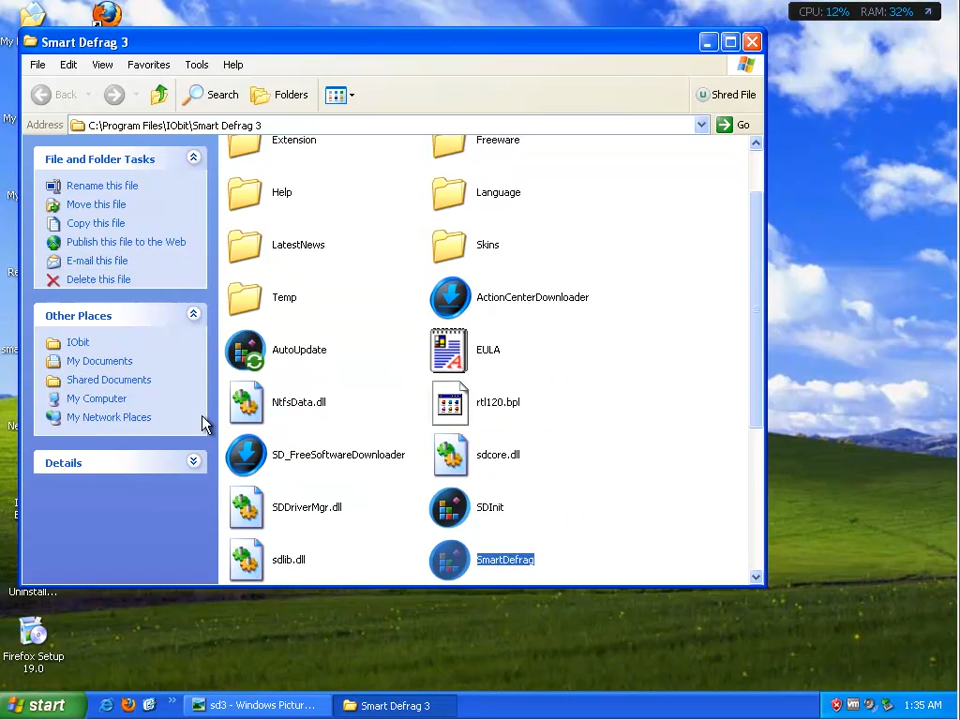 CPU: 12% RAM: 32%
Smart Defrag 3
File Edit View Favorites Tools Help
Back Search Folders Shred File
Address C:\Program Files\IObit\Smart Defrag 3 Go
File and Folder Tasks
Rename this file
Move this file
Copy this file
Publish this file to the Web
E-mail this file
Delete this file
Other Places
IObit
My Documents
Shared Documents
My Computer
My Network Places
Details
Extension Freeware
Help Language
LatestNews Skins
Temp ActionCenterDownloader
AutoUpdate EULA
NtfsData.dll rtl120.bpl
SD_FreeSoftwareDownloader sdcore.dll
SDDriverMgr.dll SDInit
sdlib.dll SmartDefrag
Uninstall...
Firefox Setup
19.0
start sd3 - Windows Pictur... Smart Defrag 3 1:35 AM